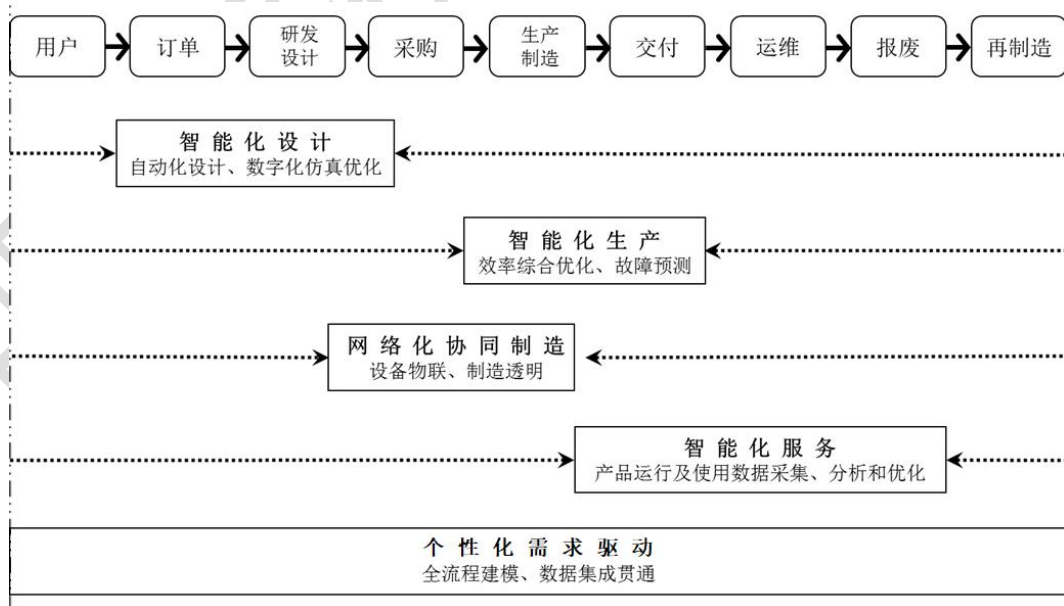 用户
订单
研发
设计
采购
生产
制造
交付
运维
报废
再制造
智能化设计
自动化设计、数字化仿真优化
智能化生产
效率综合优化、故障预测
网络化协同制造
设备物联、制造透明
智能化服务
产品运行及使用数据采集、分析和优化
个性化需求驱动
全流程建模、数据集成贯通